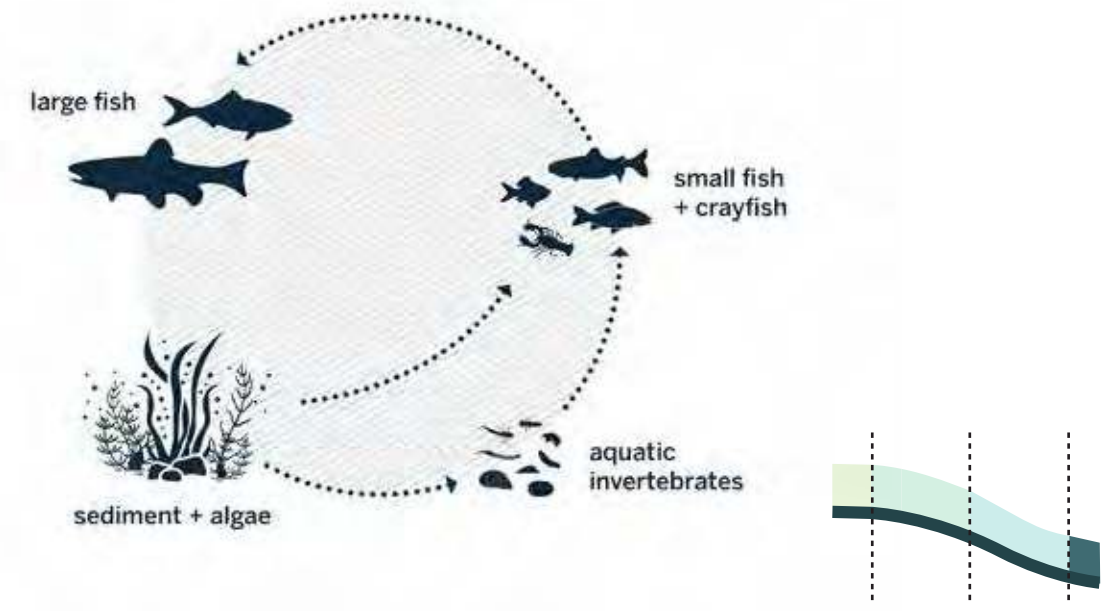 large fish
small fish
+ crayfish
aquatic
invertebrates
sediment + algae